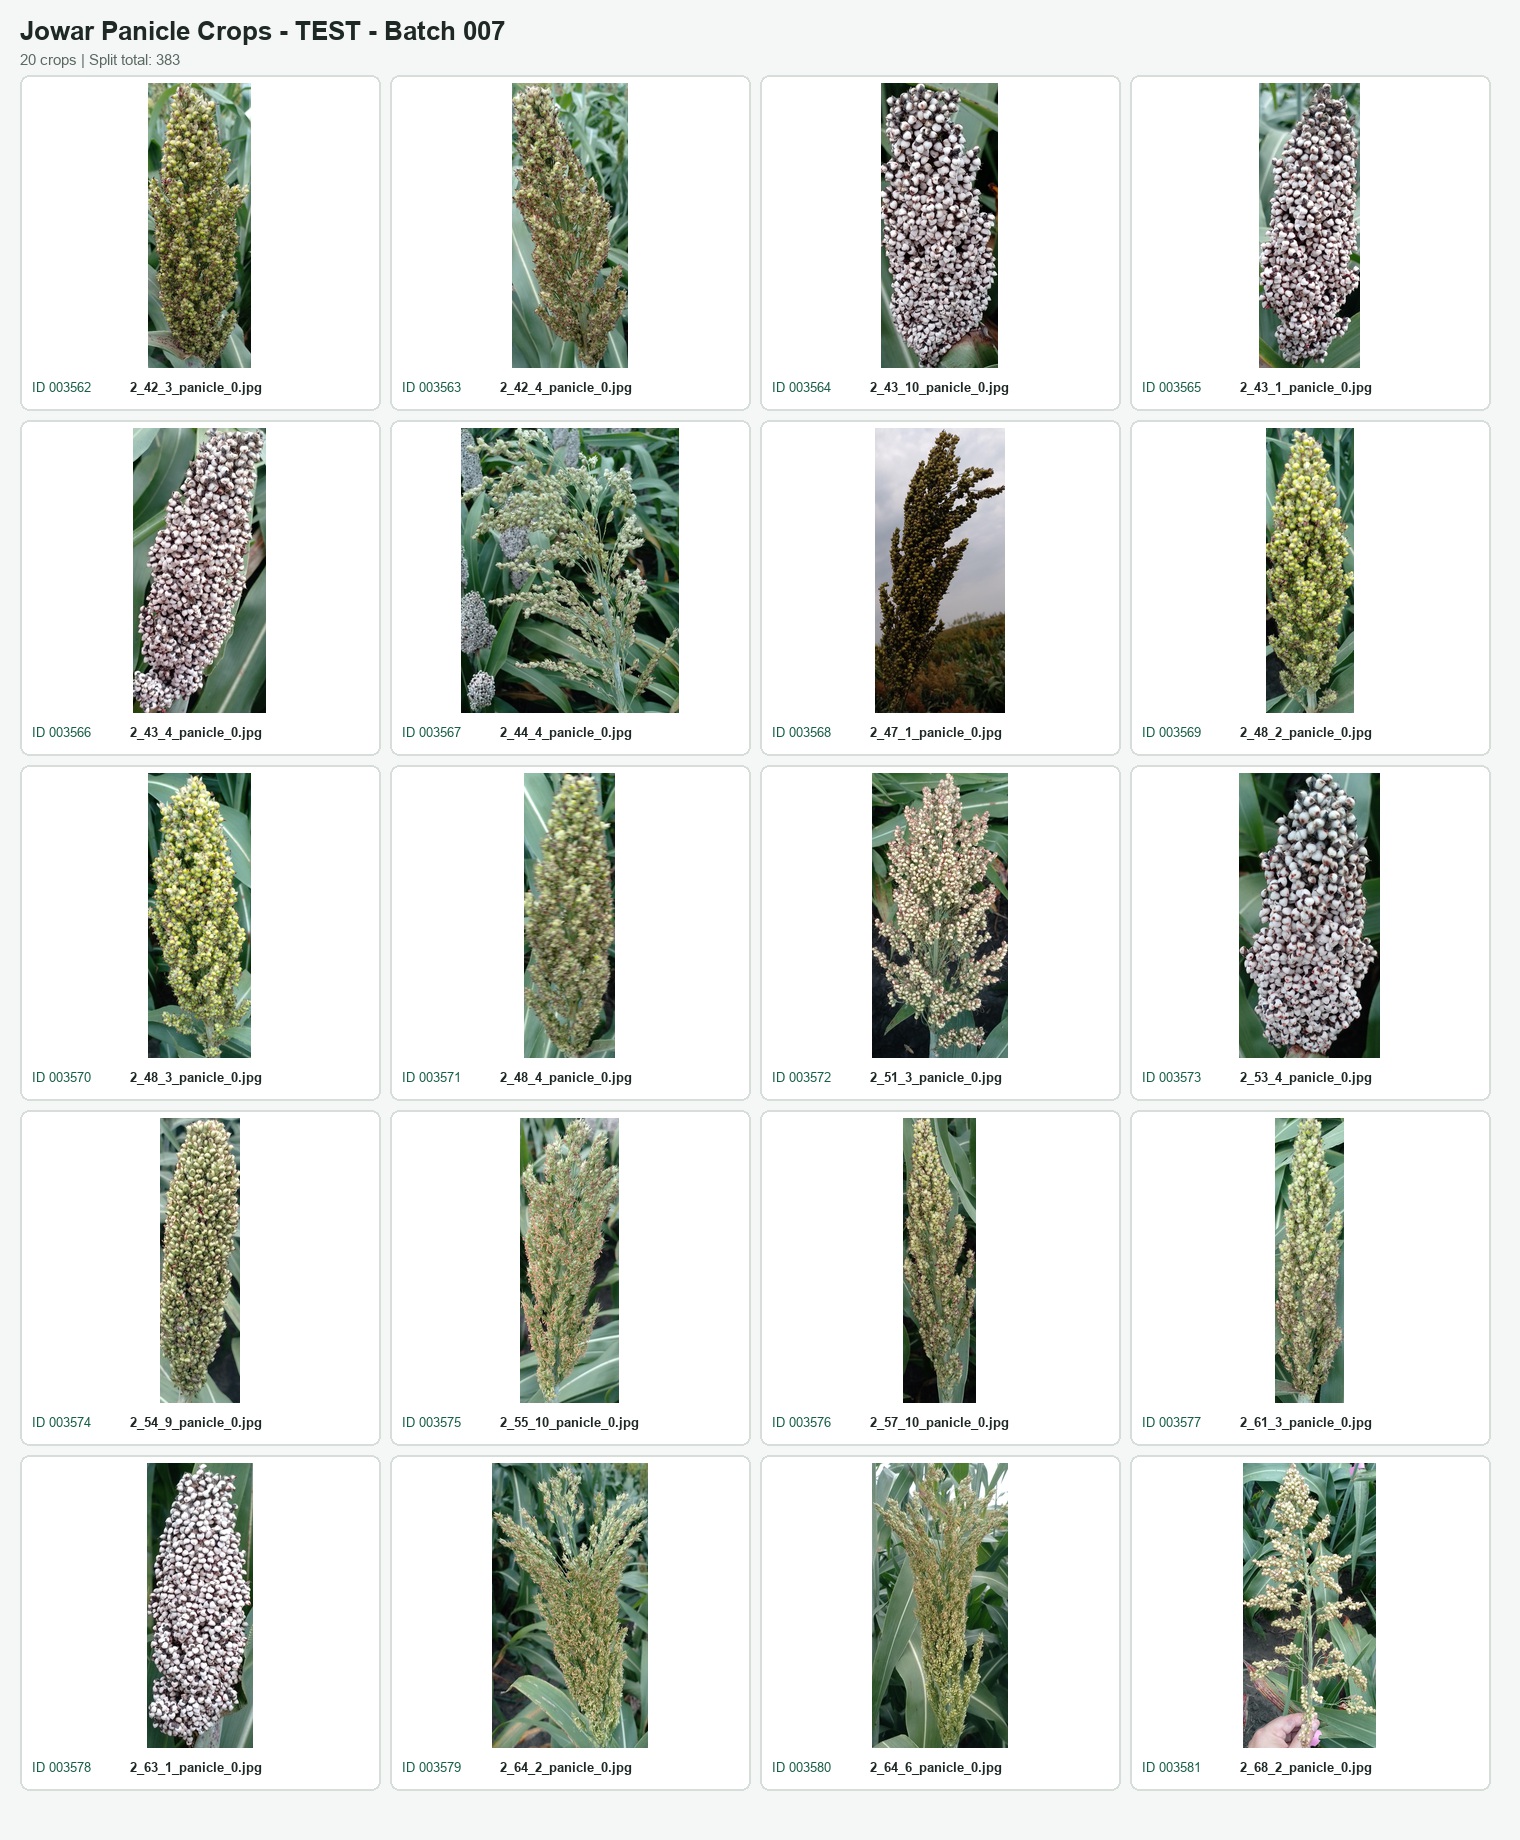 Jowar Panicle Crops - TEST - Batch 007
20 crops | Split total: 383
ID 003562 2_42_3_panicle_0.jpg
ID 003563 2_42_4_panicle_0.jpg
ID 003564 2_43_10_panicle_0.jpg
ID 003565 2_43_1_panicle_0.jpg
ID 003566 2_43_4_panicle_0.jpg
ID 003567 2_44_4_panicle_0.jpg
ID 003568 2_47_1_panicle_0.jpg
ID 003569 2_48_2_panicle_0.jpg
ID 003570 2_48_3_panicle_0.jpg
ID 003571 2_48_4_panicle_0.jpg
ID 003572 2_51_3_panicle_0.jpg
ID 003573 2_53_4_panicle_0.jpg
ID 003574 2_54_9_panicle_0.jpg
ID 003575 2_55_10_panicle_0.jpg
ID 003576 2_57_10_panicle_0.jpg
ID 003577 2_61_3_panicle_0.jpg
ID 003578 2_63_1_panicle_0.jpg
ID 003579 2_64_2_panicle_0.jpg
ID 003580 2_64_6_panicle_0.jpg
ID 003581 2_68_2_panicle_0.jpg